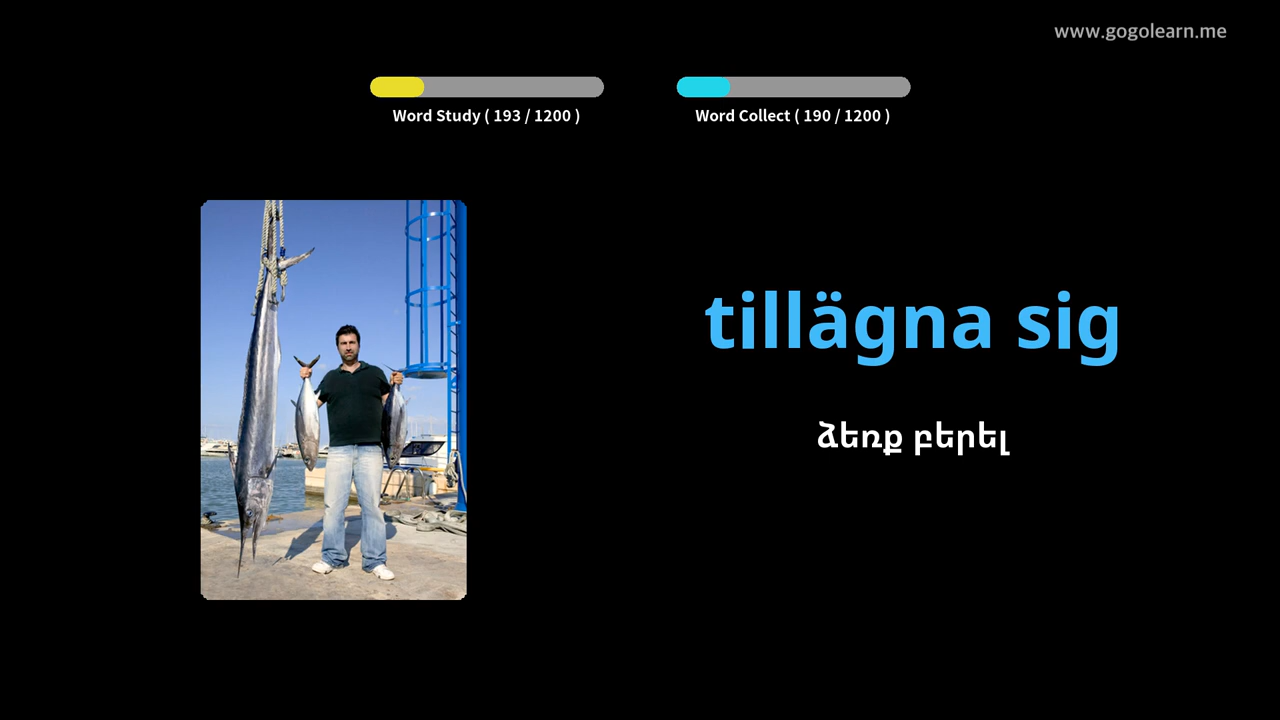 www.gogolearn.me
Word Study ( 193 / 1200 )
Word Collect ( 190 / 1200 )
tillägna sig
ձեռք բերել